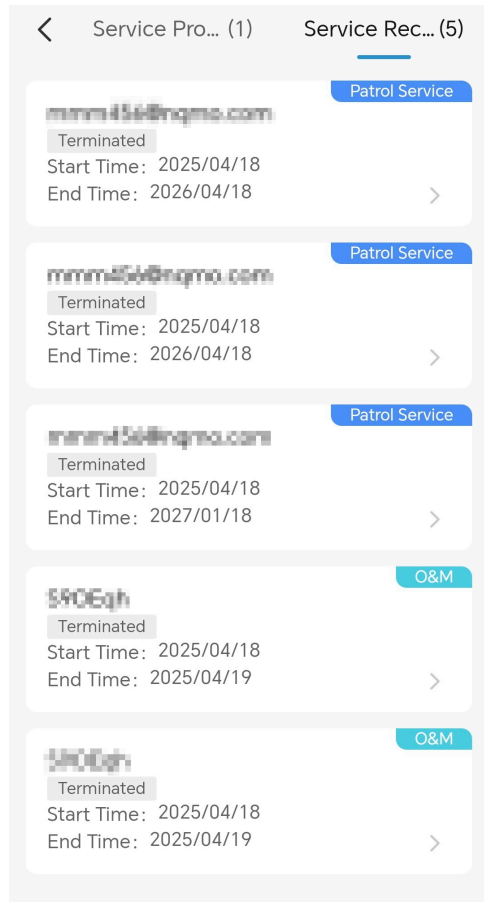 Service Pro... (1)
Service Rec... (5)
Patrol Service
Terminated
Start Time: 2025/04/18
End Time: 2026/04/18
Patrol Service
Terminated
Start Time: 2025/04/18
End Time: 2026/04/18
Patrol Service
Terminated
Start Time: 2025/04/18
End Time: 2027/01/18
O&M
Terminated
Start Time: 2025/04/18
End Time: 2025/04/19
O&M
Terminated
Start Time: 2025/04/18
End Time: 2025/04/19